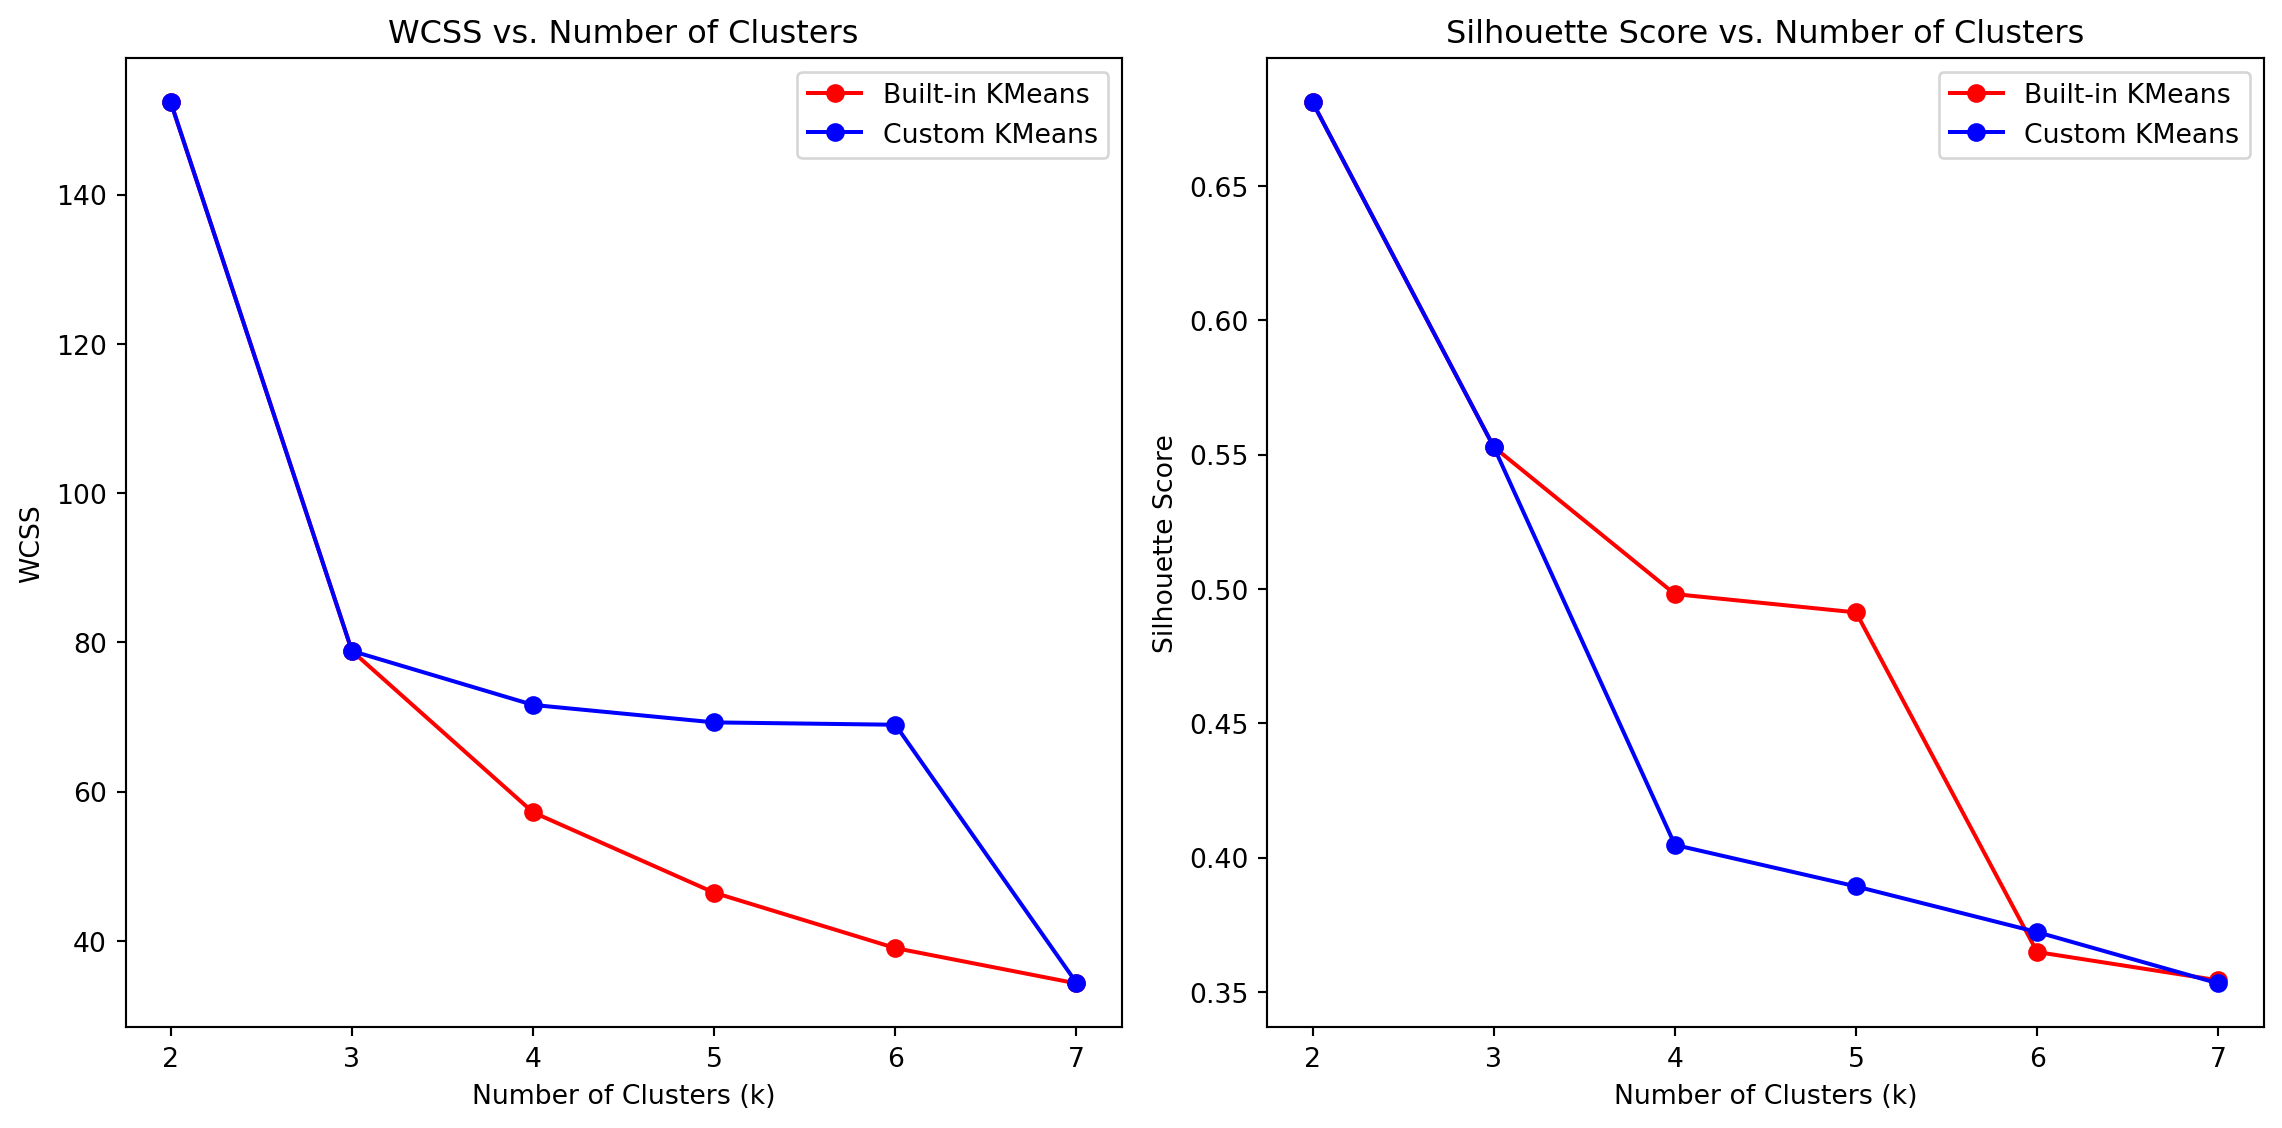 WCSS vs. Number of Clusters
Built-in KMeans
Custom KMeans
WCSS
140
120
100
80
60
40
2 3 4 5 6 7
Number of Clusters (k)
Silhouette Score vs. Number of Clusters
Built-in KMeans
Custom KMeans
Silhouette Score
0.65
0.60
0.55
0.50
0.45
0.40
0.35
2 3 4 5 6 7
Number of Clusters (k)